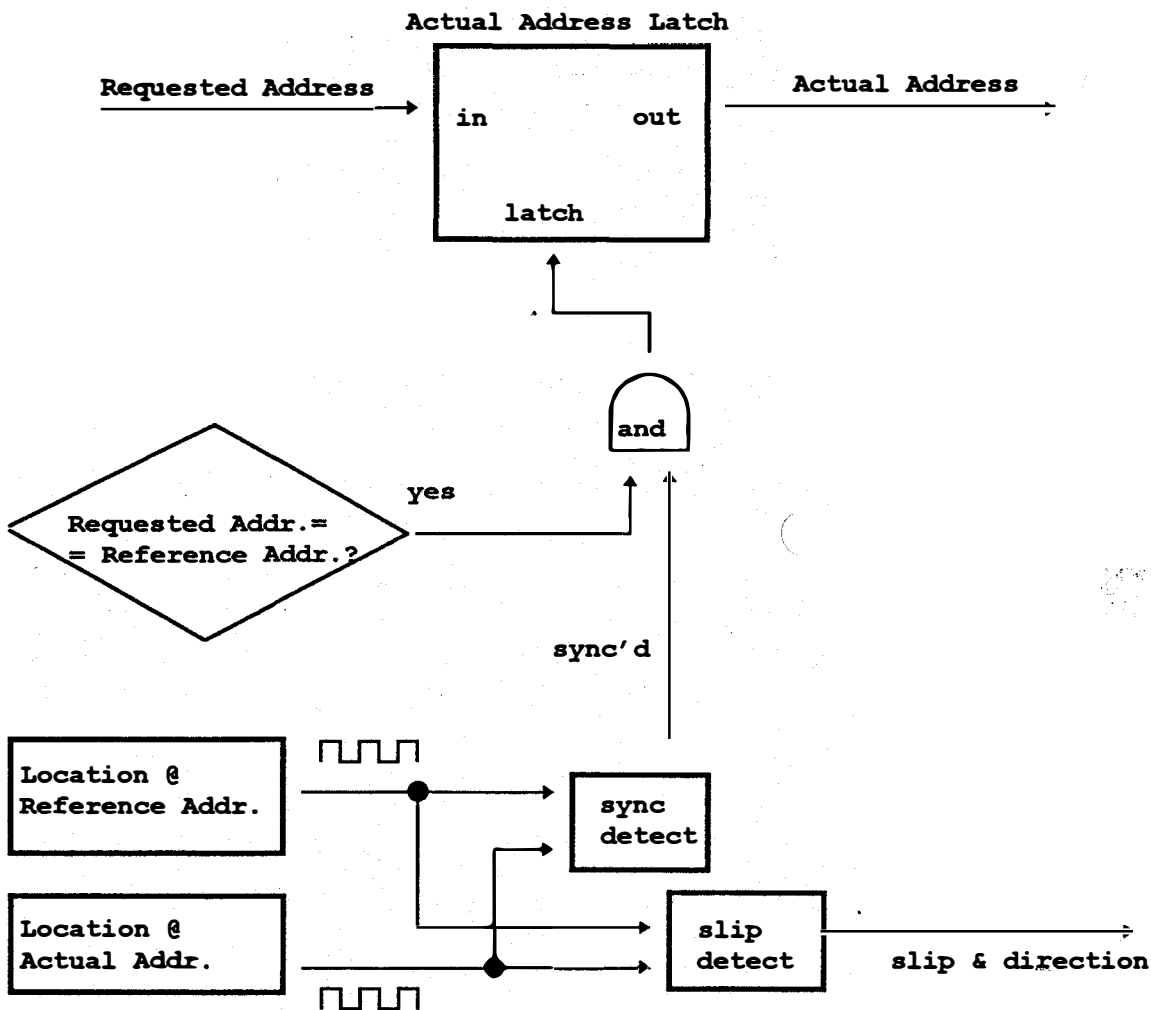 Actual Address Latch
Requested Address
Actual Address
in
out
latch
and
yes
Requested Addr.=
= Reference Addr.?
sync'd
Location @
Reference Addr.
sync
detect
Location @
Actual Addr.
slip
detect
slip & direction